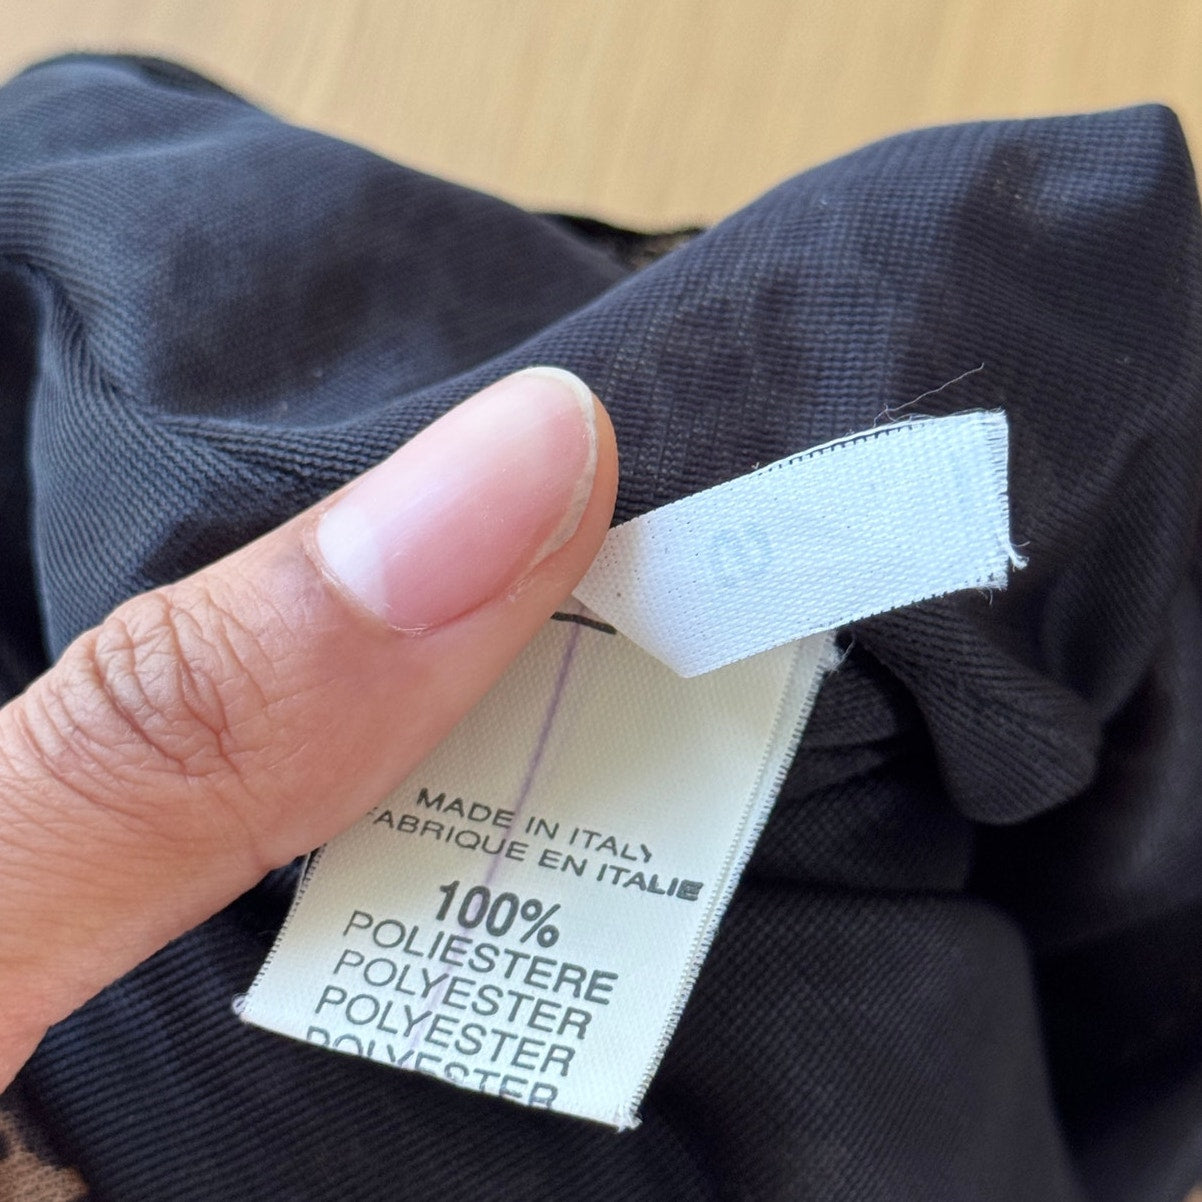 MADE IN ITALY
FABRIQUE EN ITALIE
100%
POLIESTERE
POLYESTER
POLYESTER
POLYESTER